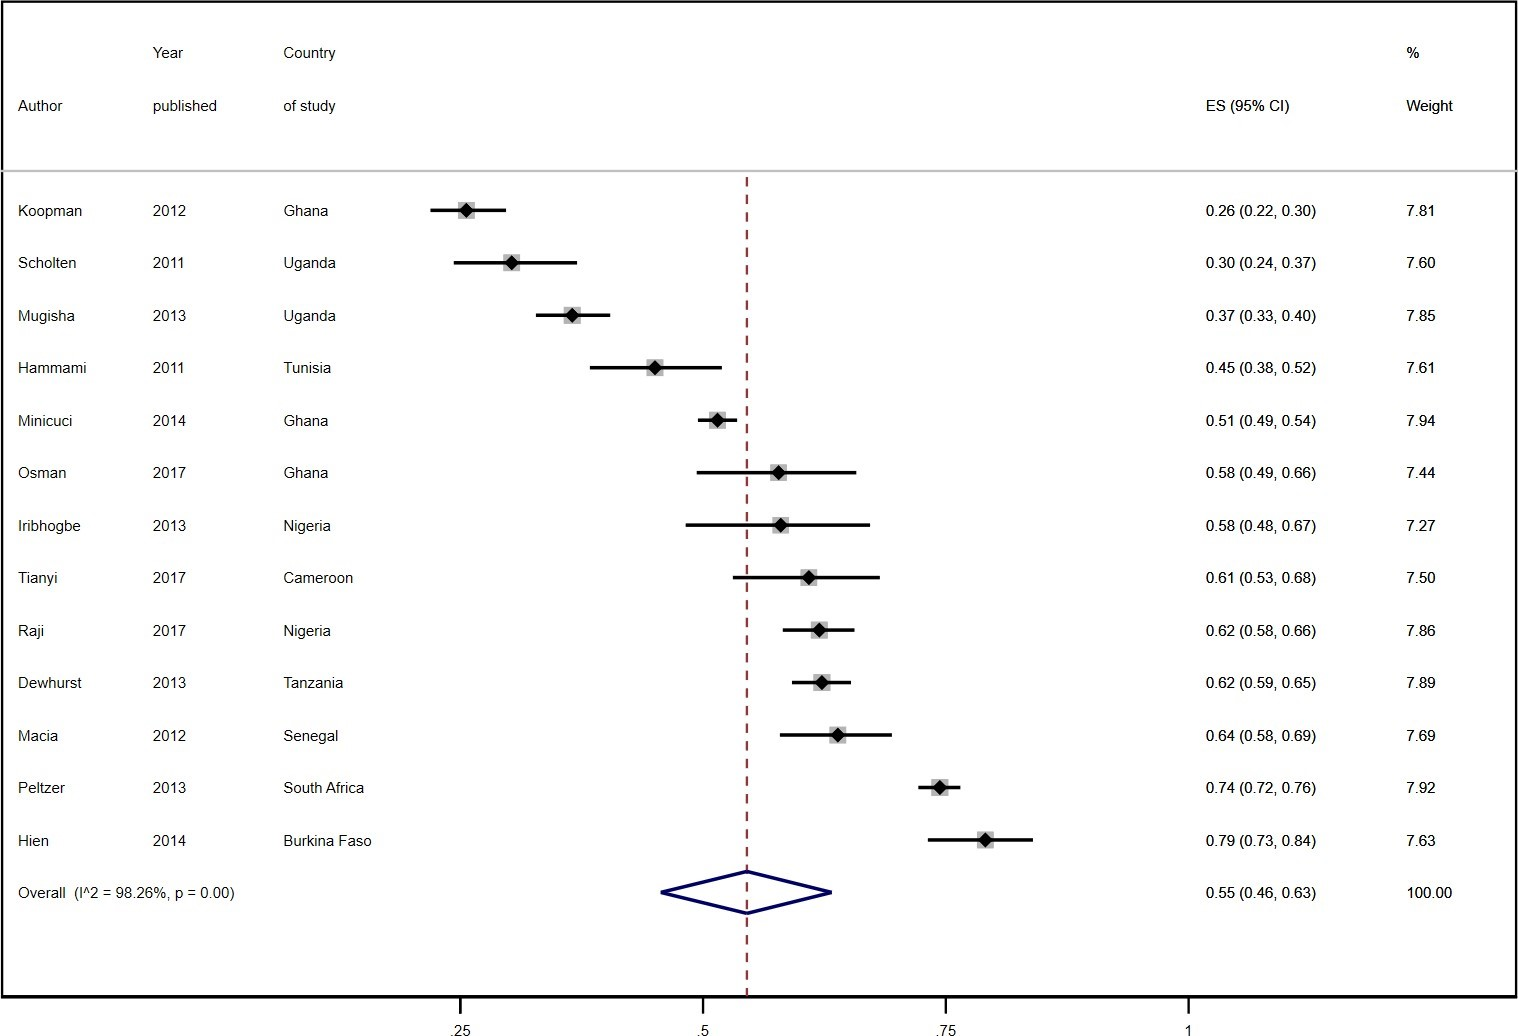 Year Country %
Author published of study ES (95% CI) Weight
Koopman 2012 Ghana 0.26 (0.22, 0.30) 7.81
Scholten 2011 Uganda 0.30 (0.24, 0.37) 7.60
Mugisha 2013 Uganda 0.37 (0.33, 0.40) 7.85
Hammami 2011 Tunisia 0.45 (0.38, 0.52) 7.61
Minicuci 2014 Ghana 0.51 (0.49, 0.54) 7.94
Osman 2017 Ghana 0.58 (0.49, 0.66) 7.44
Iribhogbe 2013 Nigeria 0.58 (0.48, 0.67) 7.27
Tianyi 2017 Cameroon 0.61 (0.53, 0.68) 7.50
Raji 2017 Nigeria 0.62 (0.58, 0.66) 7.86
Dewhurst 2013 Tanzania 0.62 (0.59, 0.65) 7.89
Macia 2012 Senegal 0.64 (0.58, 0.69) 7.69
Peltzer 2013 South Africa 0.74 (0.72, 0.76) 7.92
Hien 2014 Burkina Faso 0.79 (0.73, 0.84) 7.63
Overall (I^2 = 98.26%, p = 0.00) 0.55 (0.46, 0.63) 100.00
.25 .5 .75 1